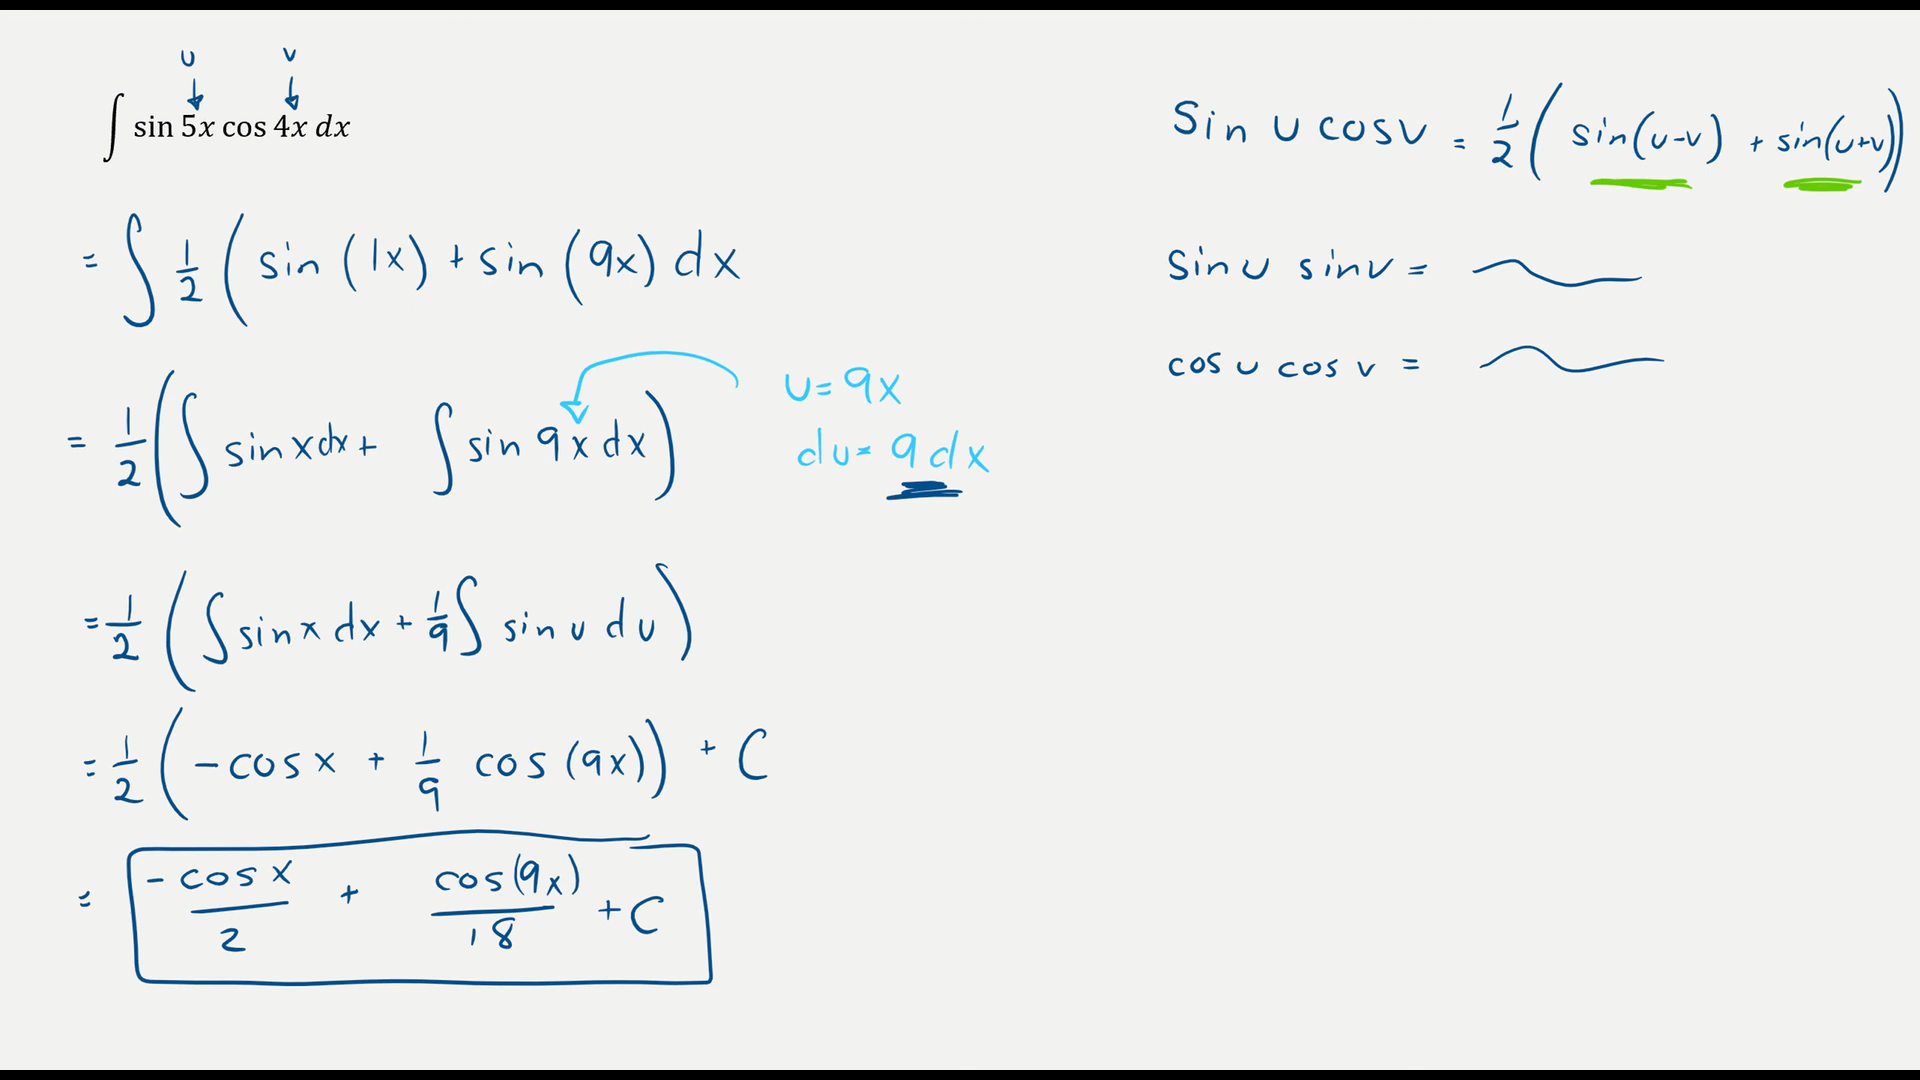 u v
∫ sin 5x cos 4x dx
= ∫ 1/2 ( sin (1x) + sin (9x) dx
= 1/2 ( ∫ sin x dx + ∫ sin 9x dx )
u = 9x
du = 9 dx
= 1/2 ( ∫ sin x dx + 1/9 ∫ sin u du )
= 1/2 ( - cos x + 1/9 cos (9x) ) + C
= - cos x / 2 + cos(9x) / 18 + C
Sin u cos v = 1/2 ( sin(u-v) + sin(u+v) )
Sin u sin v =
cos u cos v =